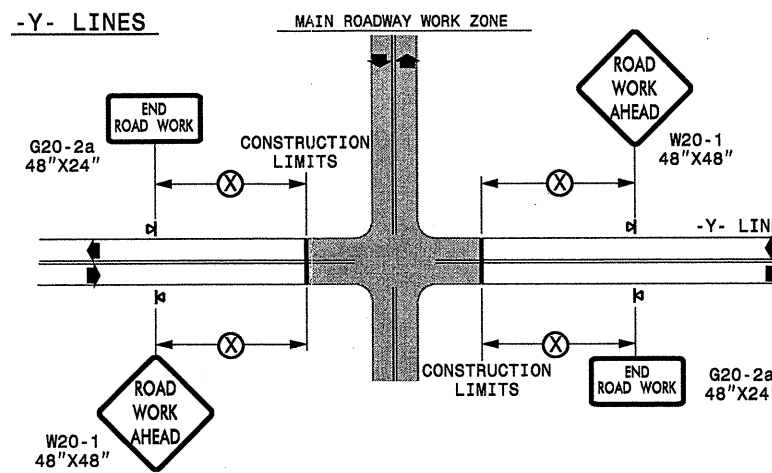 -Y- LINES
MAIN ROADWAY WORK ZONE
END
ROAD WORK
G20-2a
48"X24"
CONSTRUCTION
LIMITS
X
X
ROAD
WORK
AHEAD
W20-1
48"X48"
-Y- LIN
X
X
ROAD
WORK
AHEAD
W20-1
48"X48"
CONSTRUCTION
LIMITS
END
ROAD WORK
G20-2a
48"X24"